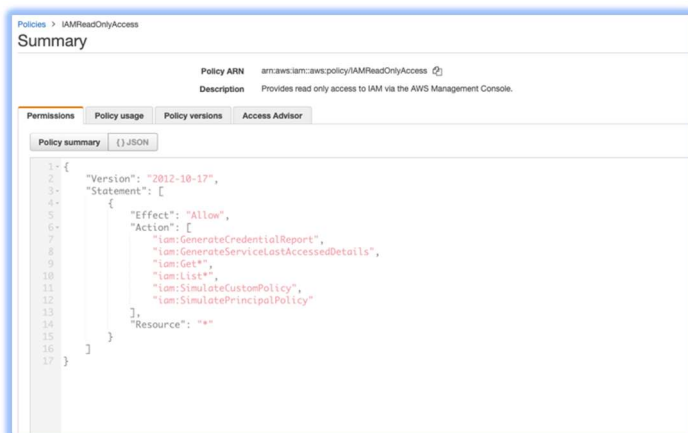 Policies > IAMReadOnlyAccess
Summary
Policy ARN arn:aws:iam::aws:policy/IAMReadOnlyAccess
Description Provides read only access to IAM via the AWS Management Console.
Permissions Policy usage Policy versions Access Advisor
Policy summary { } JSON
1 {
2 "Version": "2012-10-17",
3 "Statement": [
4 {
5 "Effect": "Allow",
6 "Action": [
7 "iam:GenerateCredentialReport",
8 "iam:GenerateServiceLastAccessedDetails",
9 "iam:Get*",
10 "iam:List*",
11 "iam:SimulateCustomPolicy",
12 "iam:SimulatePrincipalPolicy"
13 ],
14 "Resource": "*"
15 }
16 ]
17 }